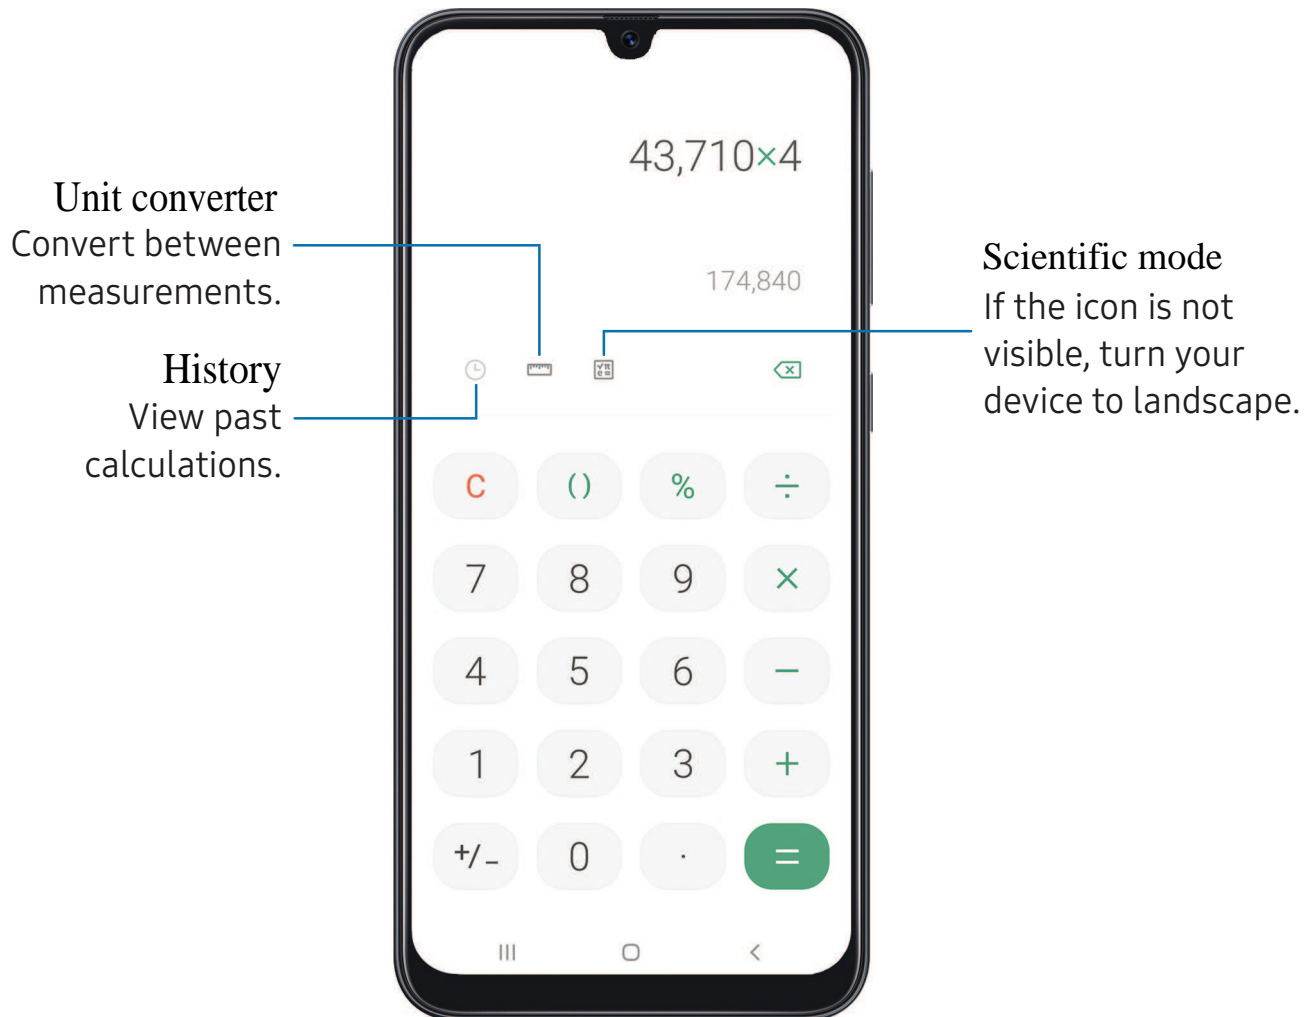 43,710×4
174,840
Unit converter
Convert between
measurements.
History
View past
calculations.
Scientific mode
If the icon is not
visible, turn your
device to landscape.
√π
e=
C
()
%
÷
7
8
9
×
4
5
6
−
1
2
3
+
+/−
0
.
=